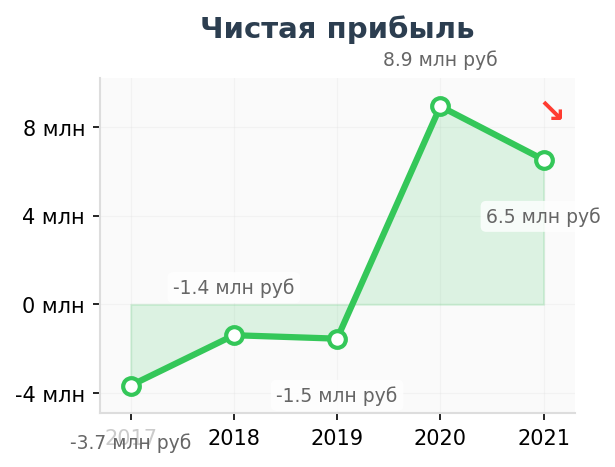 Чистая прибыль
8.9 млн руб
8 млн
6.5 млн руб
4 млн
-1.4 млн руб
0 млн
-1.5 млн руб
-4 млн
-3.7 млн руб
2017 2018 2019 2020 2021